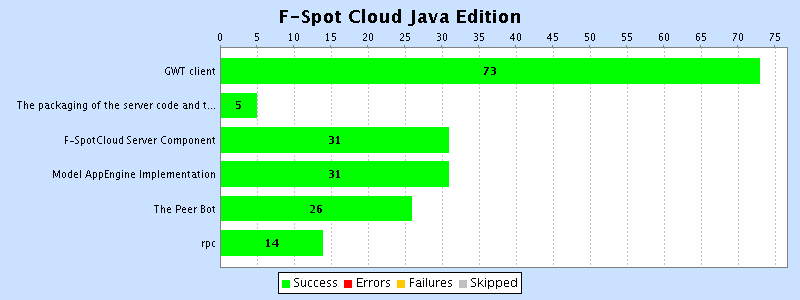 F-Spot Cloud Java Edition
0 5 10 15 20 25 30 35 40 45 50 55 60 65 70 75
GWT client 73
The packaging of the server code and t... 5
F-SpotCloud Server Component 31
Model AppEngine Implementation 31
The Peer Bot 26
rpc 14
Success Errors Failures Skipped